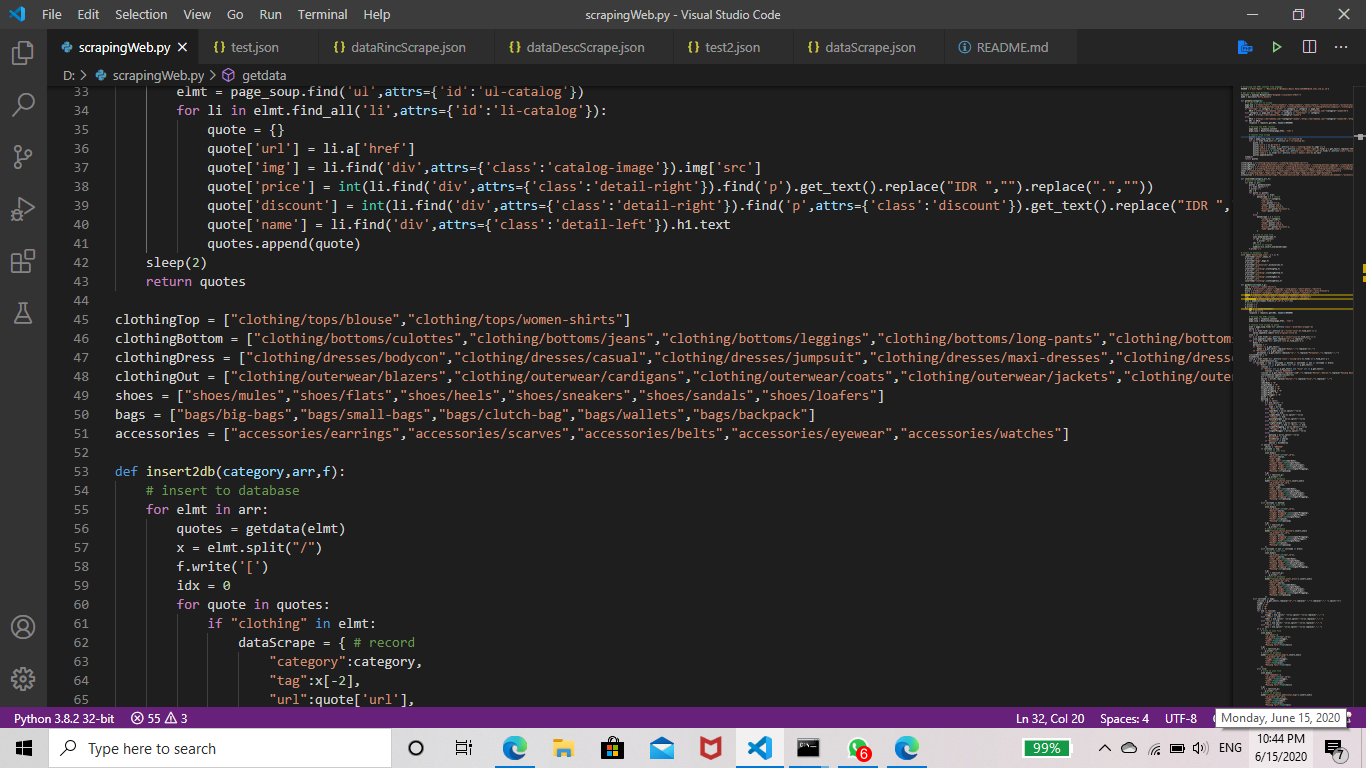 File Edit Selection View Go Run Terminal Help scrapingWeb.py - Visual Studio Code
scrapingWeb.py test.json dataRincScrape.json dataDescScrape.json test2.json dataScrape.json README.md
D: > scrapingWeb.py > getdata
33 elmt = page_soup.find('ul',attrs={'id':'ul-catalog'})
34 for li in elmt.find_all('li',attrs={'id':'li-catalog'}):
35 quote = {}
36 quote['url'] = li.a['href']
37 quote['img'] = li.find('div',attrs={'class':'catalog-image'}).img['src']
38 quote['price'] = int(li.find('div',attrs={'class':'detail-right'}).find('p').get_text().replace("IDR ","").replace(".",""))
39 quote['discount'] = int(li.find('div',attrs={'class':'detail-right'}).find('p',attrs={'class':'discount'}).get_text().replace("IDR ",
40 quote['name'] = li.find('div',attrs={'class':'detail-left'}).h1.text
41 quotes.append(quote)
42 sleep(2)
43 return quotes
44
45 clothingTop = ["clothing/tops/blouse","clothing/tops/women-shirts"]
46 clothingBottom = ["clothing/bottoms/culottes","clothing/bottoms/jeans","clothing/bottoms/leggings","clothing/bottoms/long-pants","clothing/bottom
47 clothingDress = ["clothing/dresses/bodycon","clothing/dresses/casual","clothing/dresses/jumpsuit","clothing/dresses/maxi-dresses","clothing/dress
48 clothingOut = ["clothing/outerwear/blazers","clothing/outerwear/cardigans","clothing/outerwear/coats","clothing/outerwear/jackets","clothing/oute
49 shoes = ["shoes/mules","shoes/flats","shoes/heels","shoes/sneakers","shoes/sandals","shoes/loafers"]
50 bags = ["bags/big-bags","bags/small-bags","bags/clutch-bag","bags/wallets","bags/backpack"]
51 accessories = ["accessories/earrings","accessories/scarves","accessories/belts","accessories/eyewear","accessories/watches"]
52
53 def insert2db(category,arr,f):
54 # insert to database
55 for elmt in arr:
56 quotes = getdata(elmt)
57 x = elmt.split("/")
58 f.write('[')
59 idx = 0
60 for quote in quotes:
61 if "clothing" in elmt:
62 dataScrape = { # record
63 "category":category,
64 "tag":x[-2],
65 "url":quote['url'],
Python 3.8.2 32-bit 55 3 Ln 32, Col 20 Spaces: 4 UTF-8 Monday, June 15, 2020
Type here to search 6 99% ENG 10:44 PM
6/15/2020 7